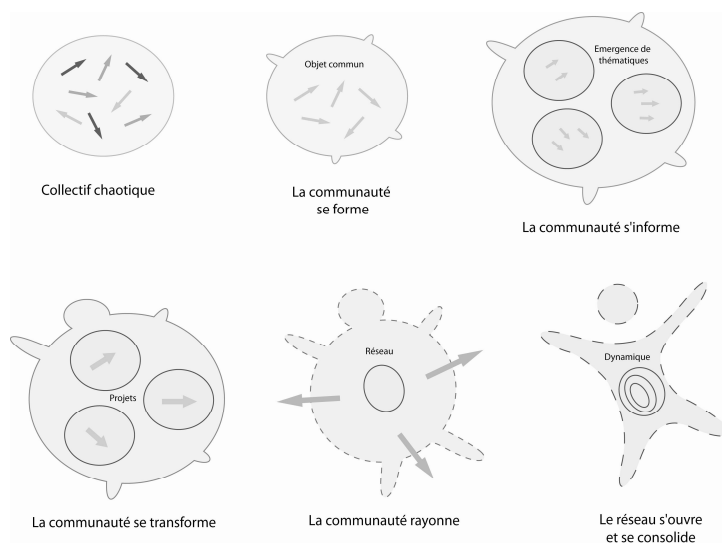 Collectif chaotique
Objet commun
La communauté
se forme
Emergence de
thématiques
La communauté s'informe
Projets
La communauté se transforme
Réseau
La communauté rayonne
Dynamique
Le réseau s'ouvre
et se consolide